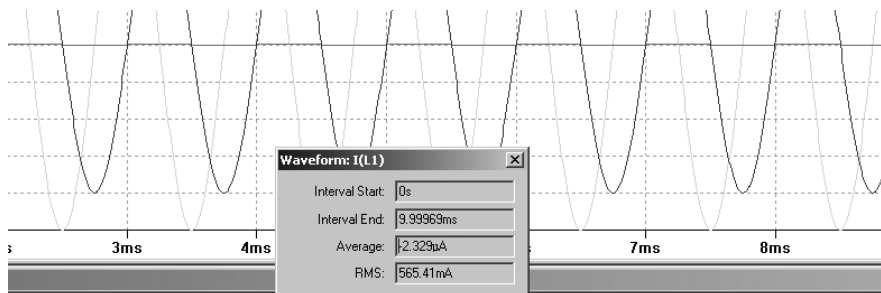 3ms 4ms 7ms 8ms
Waveform: I(L1)
Interval Start: 0s
Interval End: 9.99969ms
Average: -2.329µA
RMS: 565.41mA